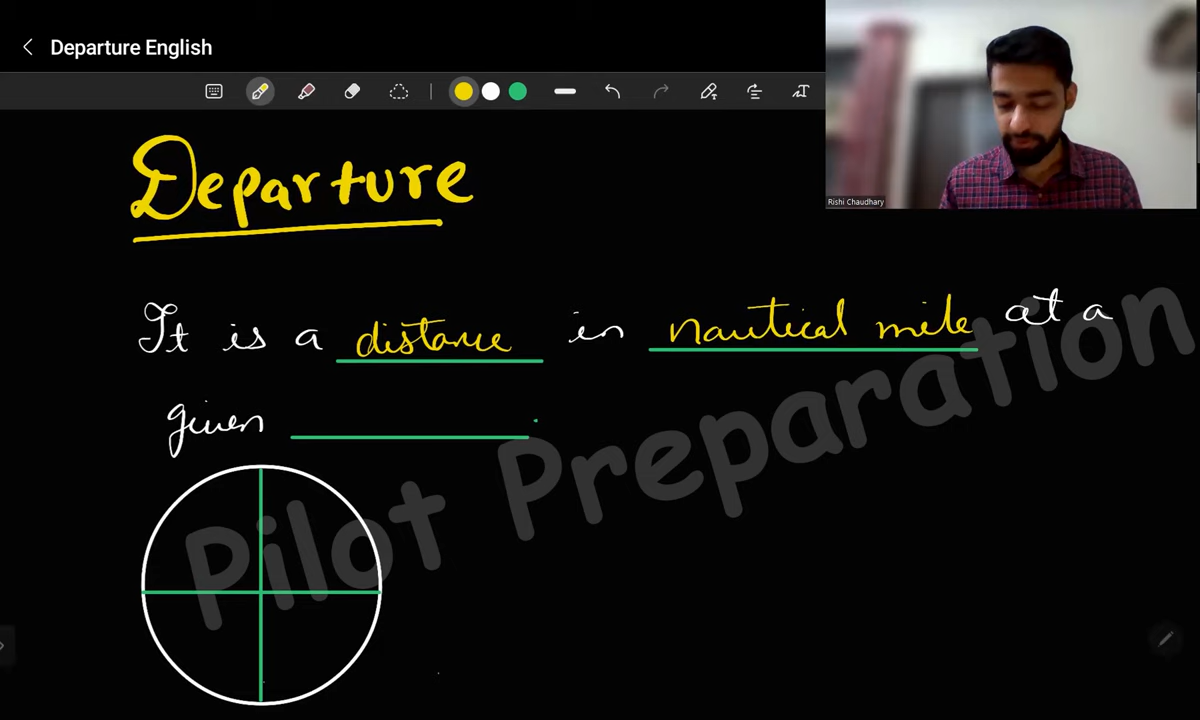 Departure English
Rishi Chaudhary
Departure
It is a distance in nautical mile at a
given
Pilot Preparation